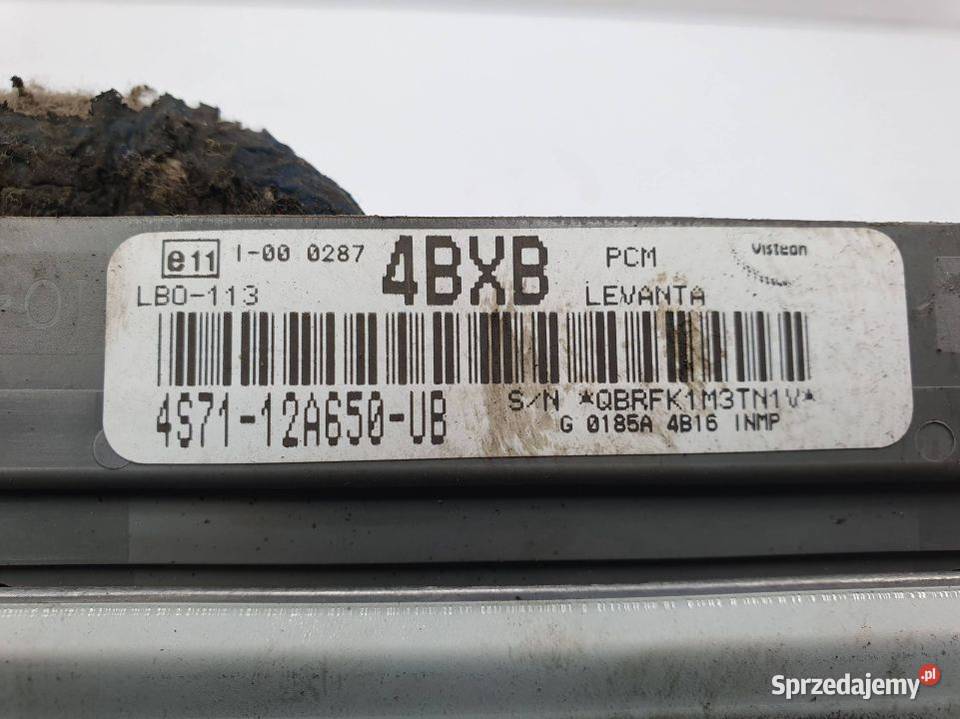 e11 I-00 0287 4BXB PCM Visteon
LB0-113 LEVANTA
4S71-12A650-UB S/N *QBRFK1M3TN1V*
G 0185A 4B16 INMP
Sprzedajemy.pl